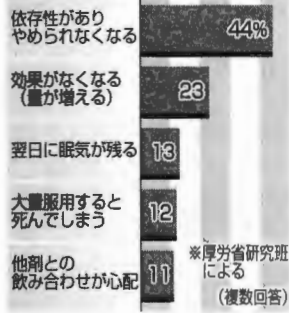 依存性があり
やめられなくなる
44%
効果がなくなる
(量が増える)
23
翌日に眠気が残る
13
大量服用すると
死んでしまう
12
他剤との
飲み合わせが心配
11
※厚労省研究班
による
(複数回答)